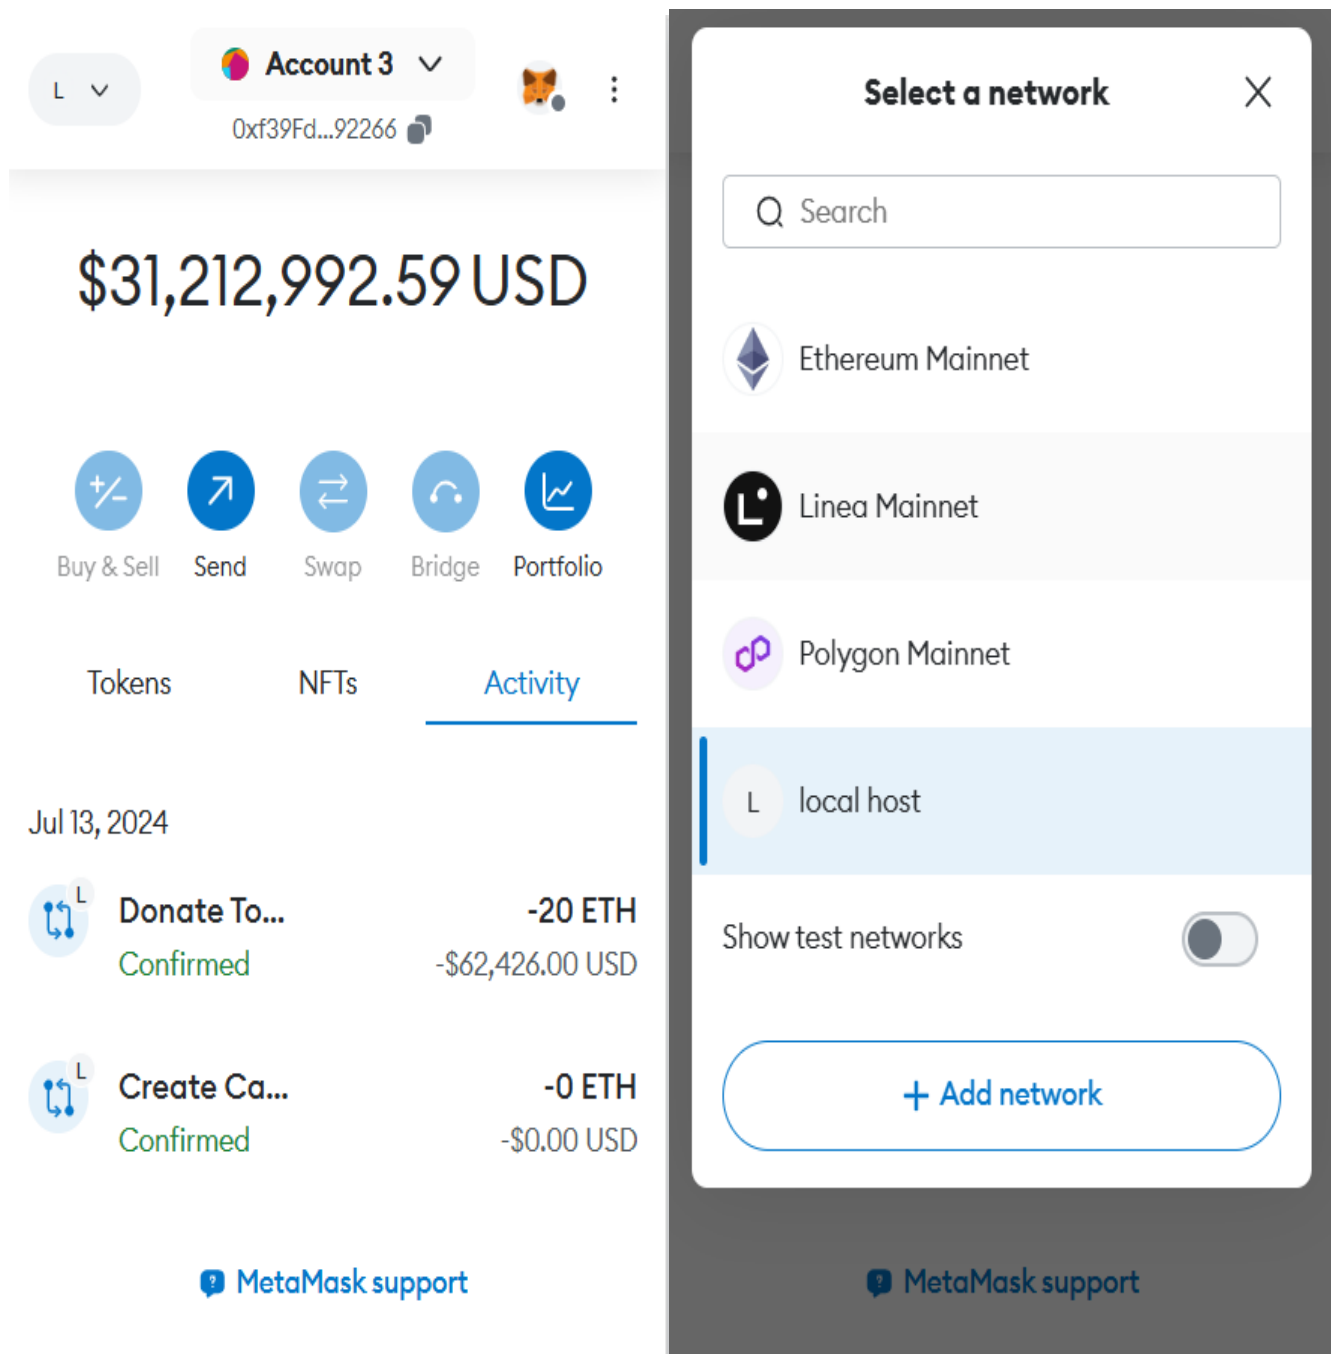 L
Account 3
0xf39Fd...92266
$31,212,992.59 USD
Buy & Sell
Send
Swap
Bridge
Portfolio
Tokens
NFTs
Activity
Jul 13, 2024
L
Donate To...
-20 ETH
Confirmed
-$62,426.00 USD
L
Create Ca...
-0 ETH
Confirmed
-$0.00 USD
MetaMask support
Select a network
Search
Ethereum Mainnet
Linea Mainnet
Polygon Mainnet
L
local host
Show test networks
+ Add network
MetaMask support